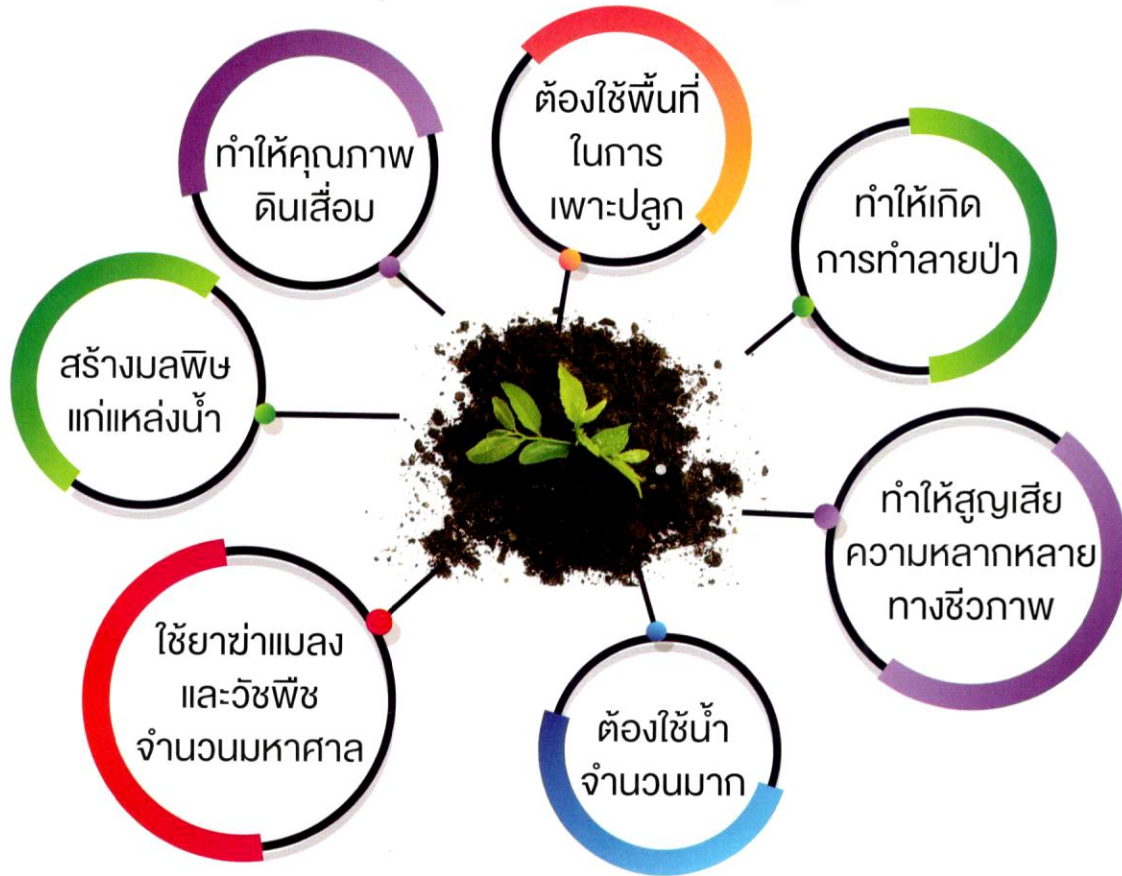 ต้องใช้พื้นที่
ในการ
เพาะปลูก
ทำให้เกิด
การทำลายป่า
ทำให้สูญเสีย
ความหลากหลาย
ทางชีวภาพ
ต้องใช้น้ำ
จำนวนมาก
ใช้ยาฆ่าแมลง
และวัชพืช
จำนวนมหาศาล
สร้างมลพิษ
แก่แหล่งน้ำ
ทำให้คุณภาพ
ดินเสื่อม